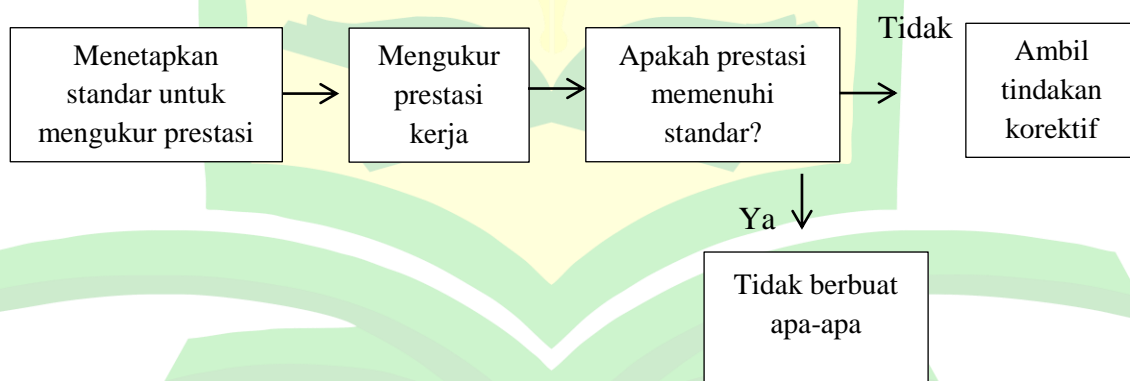 Menetapkan
standar untuk
mengukur prestasi
Mengukur
prestasi
kerja
Apakah prestasi
memenuhi
standar?
Tidak
Ambil
tindakan
korektif
Ya
Tidak berbuat
apa-apa